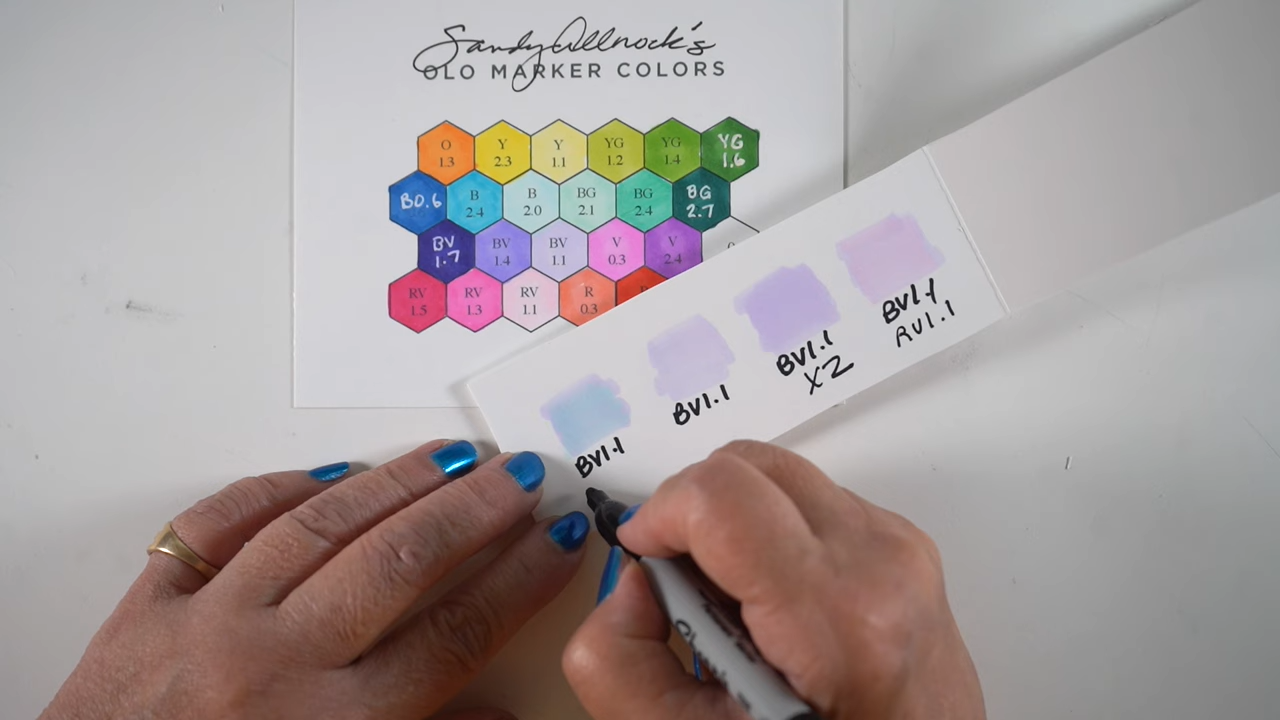 Sandy Allnock's
OLO MARKER COLORS
O 1.3
Y 2.3
Y 1.1
YG 1.2
YG 1.4
YG 1.6
B0.6
B 2.4
B 2.0
BG 2.1
BG 2.4
BG 2.7
BV 1.7
BV 1.4
BV 1.1
V 0.3
V 2.4
RV 1.5
RV 1.3
RV 1.1
R 0.3
BV1.1
BV1.1
BV1.1
X2
BV1.1
RV1.1